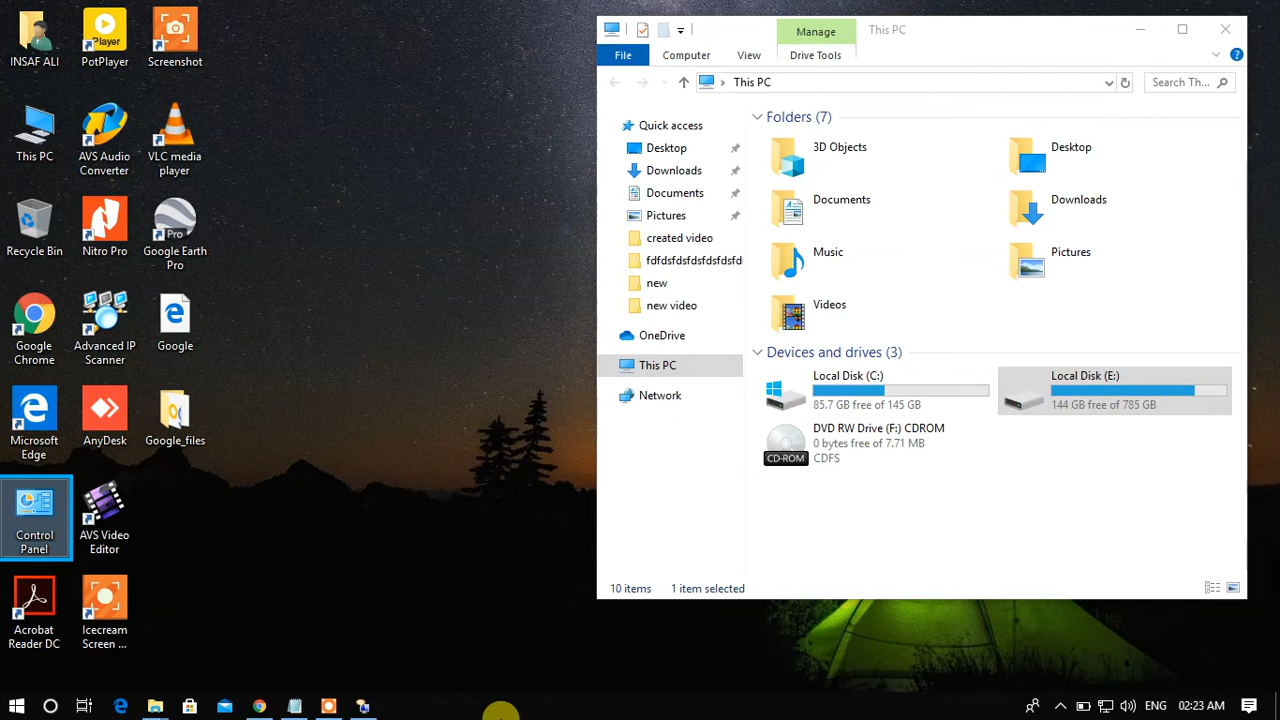 INSAF ALI
Player
PotPlayer
Screenshot
This PC
AVS Audio
Converter
VLC media
player
Recycle Bin
Nitro Pro
Pro
Google Earth
Pro
Google
Chrome
Advanced IP
Scanner
Google
Microsoft
Edge
AnyDesk
Google_files
Control
Panel
AVS Video
Editor
Acrobat
Reader DC
Icecream
Screen ...
Manage
This PC
File
Computer
View
Drive Tools
This PC
Search Th...
Quick access
Desktop
Downloads
Documents
Pictures
created video
fdfdsfdsfdsfdsfdsfd
new
new video
OneDrive
This PC
Network
Folders (7)
3D Objects
Desktop
Documents
Downloads
Music
Pictures
Videos
Devices and drives (3)
Local Disk (C:)
85.7 GB free of 145 GB
Local Disk (E:)
144 GB free of 785 GB
DVD RW Drive (F:) CDROM
0 bytes free of 7.71 MB
CDFS
CD-ROM
10 items
1 item selected
ENG
02:23 AM